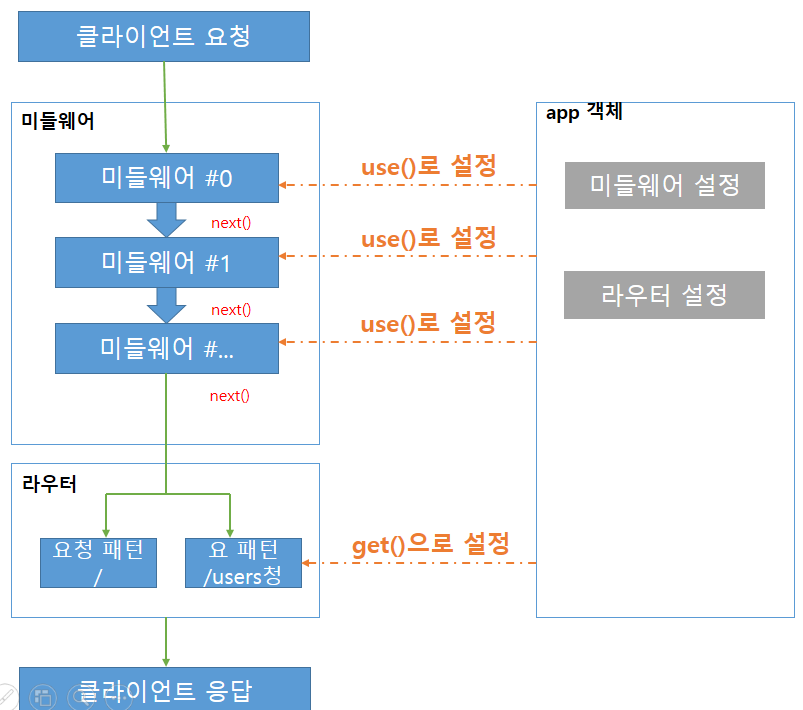 클라이언트 요청
미들웨어
미들웨어 #0
next()
미들웨어 #1
next()
미들웨어 #...
next()
use()로 설정
use()로 설정
use()로 설정
app 객체
미들웨어 설정
라우터 설정
라우터
요청 패턴
/
요 패턴
/users청
get()으로 설정
클라이언트 응답